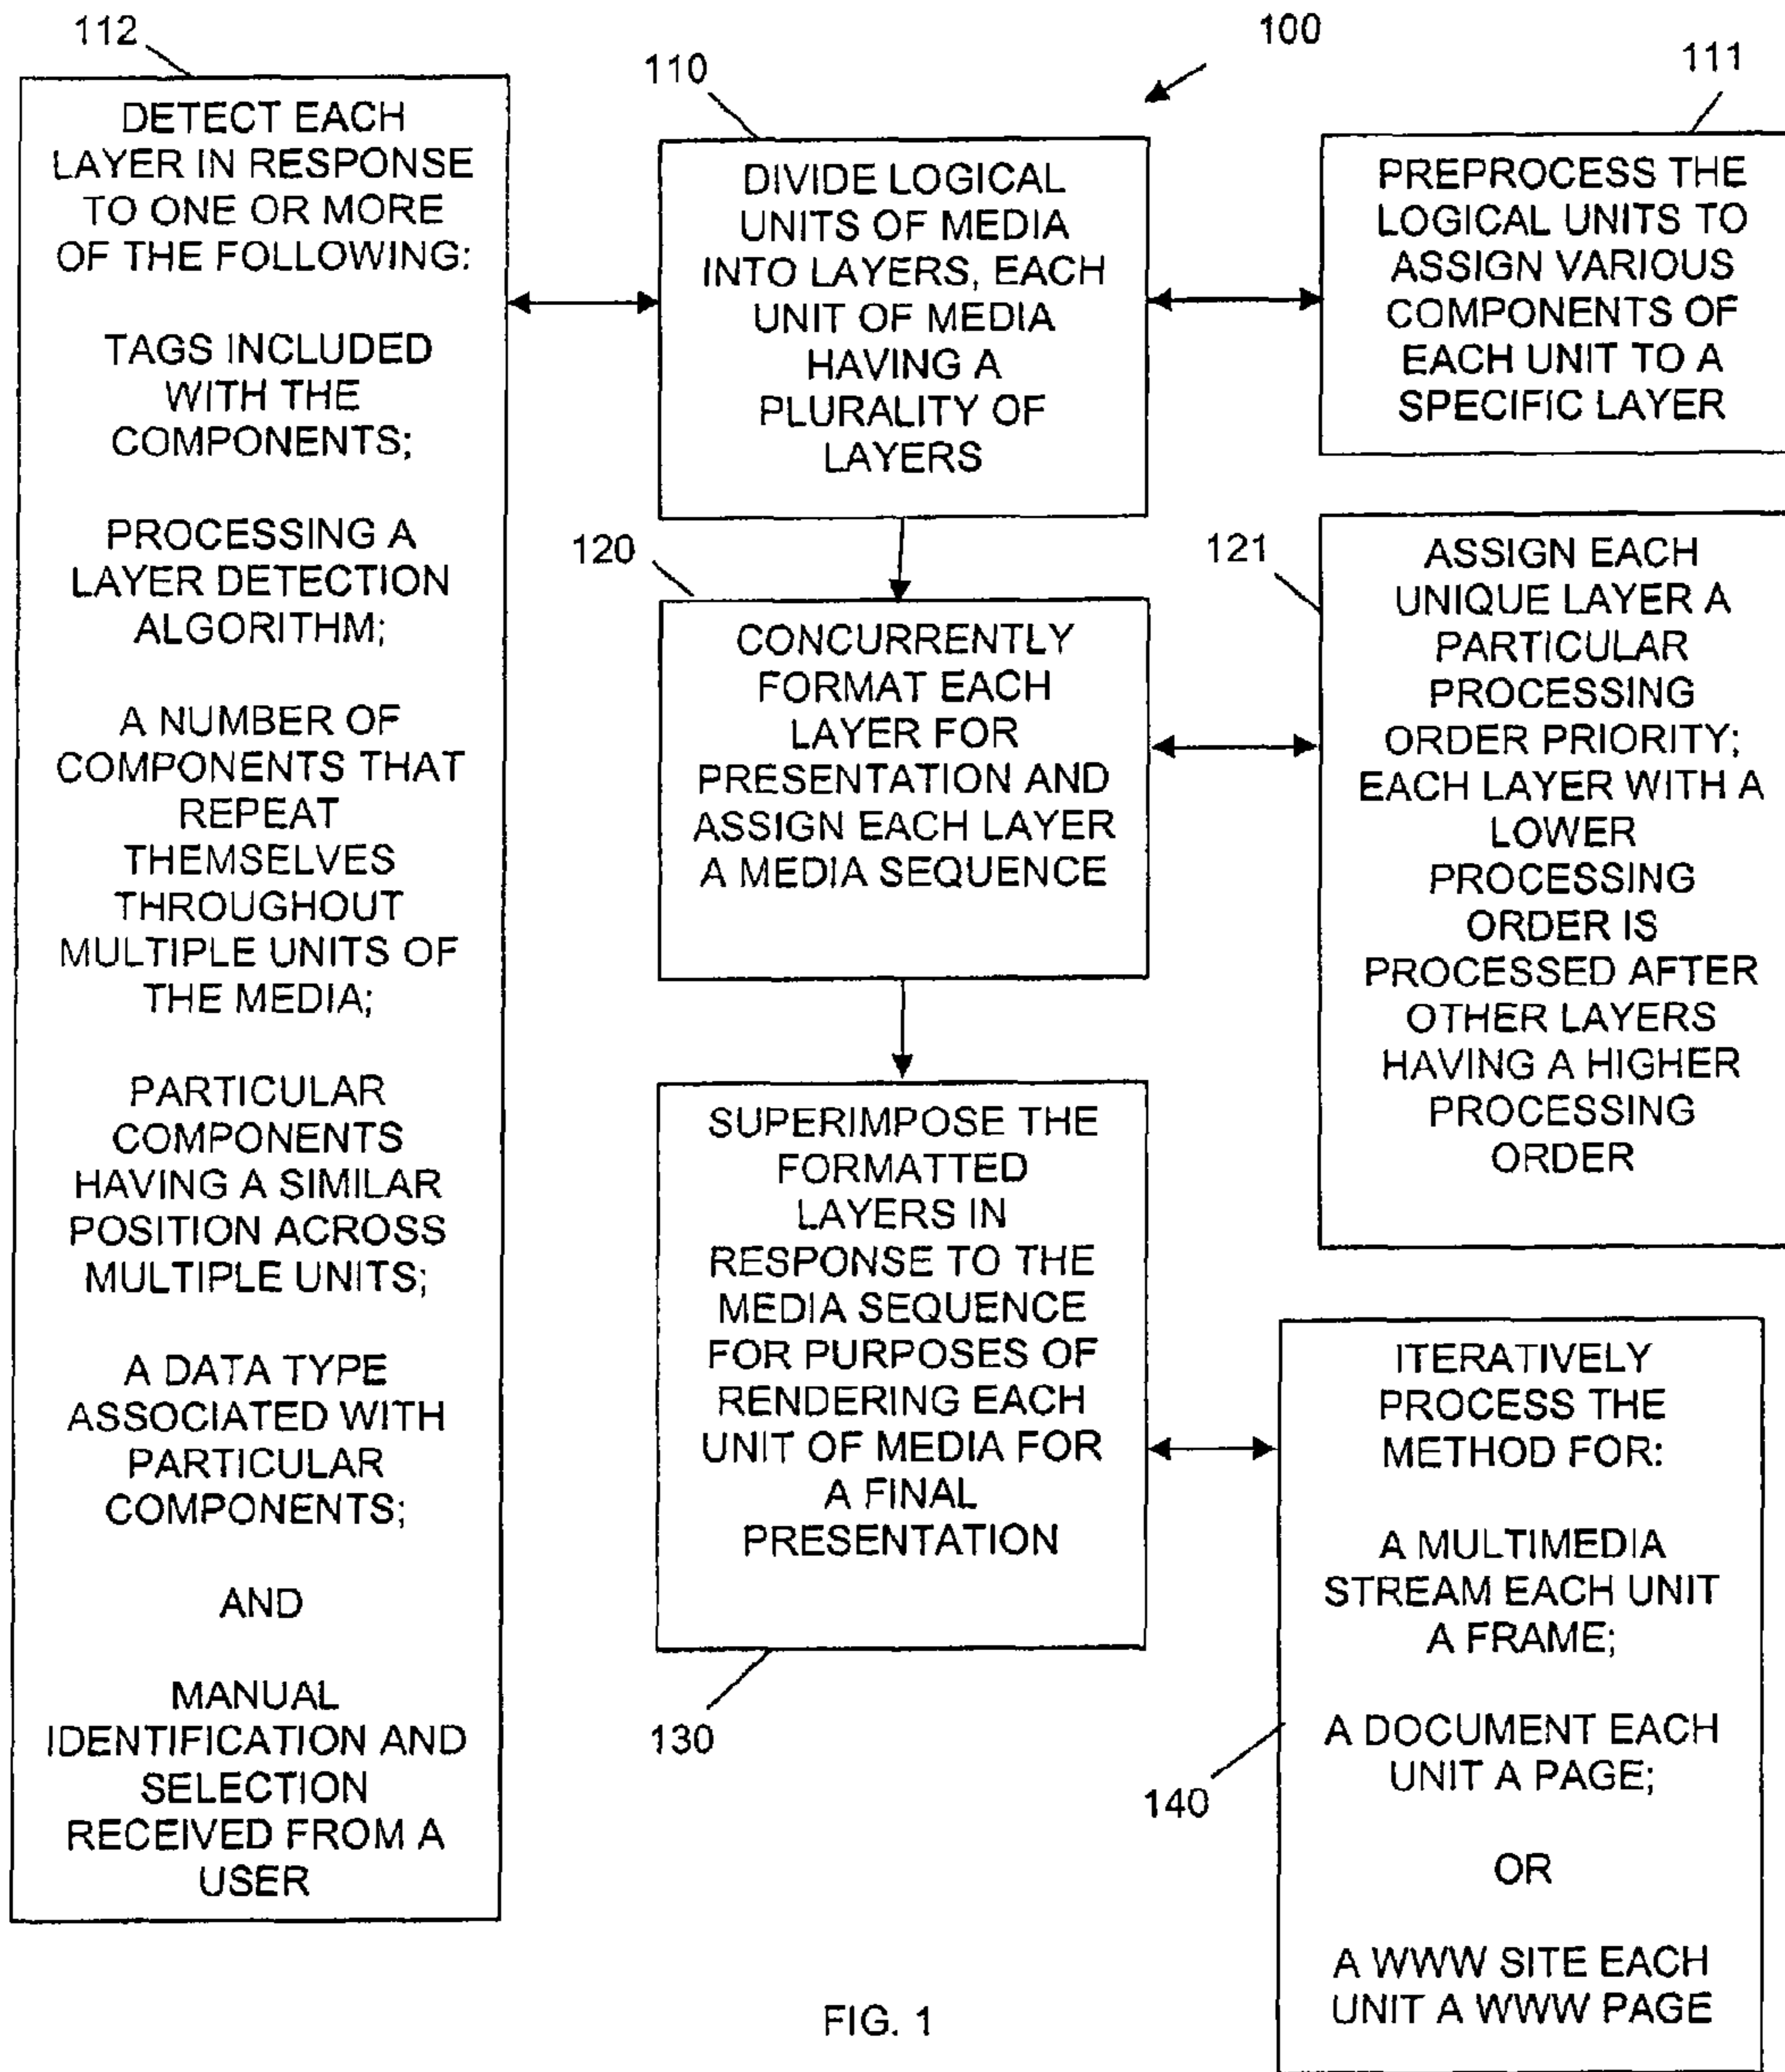 100
112
DETECT EACH
LAYER IN RESPONSE
TO ONE OR MORE
OF THE FOLLOWING:
TAGS INCLUDED
WITH THE
COMPONENTS;
PROCESSING A
LAYER DETECTION
ALGORITHM;
A NUMBER OF
COMPONENTS THAT
REPEAT
THEMSELVES
THROUGHOUT
MULTIPLE UNITS OF
THE MEDIA;
PARTICULAR
COMPONENTS
HAVING A SIMILAR
POSITION ACROSS
MULTIPLE UNITS;
A DATA TYPE
ASSOCIATED WITH
PARTICULAR
COMPONENTS;
AND
MANUAL
IDENTIFICATION AND
SELECTION
RECEIVED FROM A
USER
110
DIVIDE LOGICAL
UNITS OF MEDIA
INTO LAYERS, EACH
UNIT OF MEDIA
HAVING A
PLURALITY OF
LAYERS
111
PREPROCESS THE
LOGICAL UNITS TO
ASSIGN VARIOUS
COMPONENTS OF
EACH UNIT TO A
SPECIFIC LAYER
120
CONCURRENTLY
FORMAT EACH
LAYER FOR
PRESENTATION AND
ASSIGN EACH LAYER
A MEDIA SEQUENCE
121
ASSIGN EACH
UNIQUE LAYER A
PARTICULAR
PROCESSING
ORDER PRIORITY;
EACH LAYER WITH A
LOWER
PROCESSING
ORDER IS
PROCESSED AFTER
OTHER LAYERS
HAVING A HIGHER
PROCESSING
ORDER
SUPERIMPOSE THE
FORMATTED
LAYERS IN
RESPONSE TO THE
MEDIA SEQUENCE
FOR PURPOSES OF
RENDERING EACH
UNIT OF MEDIA FOR
A FINAL
PRESENTATION
130
ITERATIVELY
PROCESS THE
METHOD FOR:
A MULTIMEDIA
STREAM EACH UNIT
A FRAME;
A DOCUMENT EACH
UNIT A PAGE;
OR
A WWW SITE EACH
UNIT A WWW PAGE
140
FIG. 1